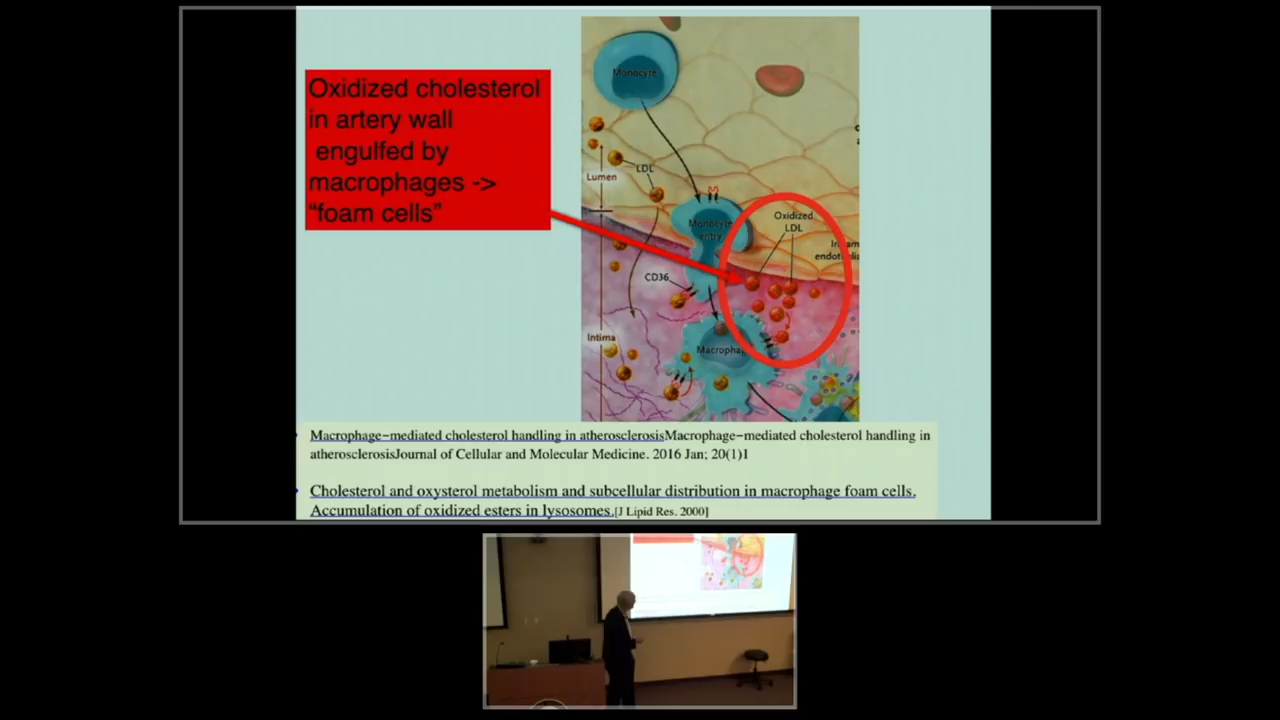 Oxidized cholesterol
in artery wall
engulfed by
macrophages ->
“foam cells”
Monocyte
LDL
Lumen
Monocyte
entry
Oxidized
LDL
CD36
Intima
Macropha
Macrophage-mediated cholesterol handling in atherosclerosisMacrophage-mediated cholesterol handling in
atherosclerosisJournal of Cellular and Molecular Medicine. 2016 Jan; 20(1)1
Cholesterol and oxysterol metabolism and subcellular distribution in macrophage foam cells.
Accumulation of oxidized esters in lysosomes.[J Lipid Res. 2000]